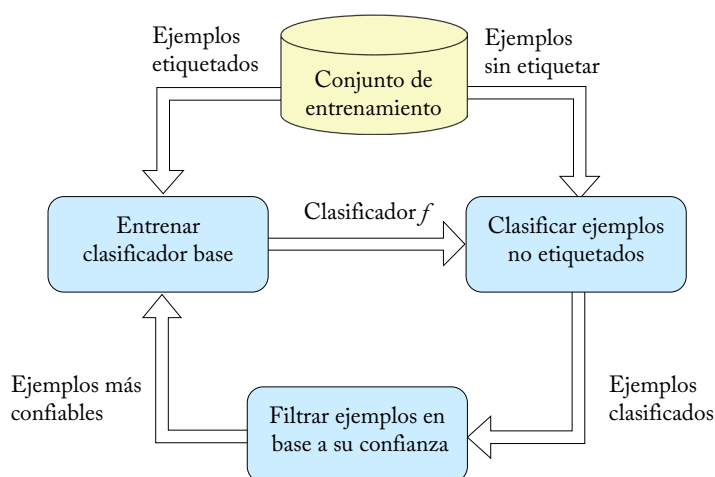 Ejemplos
etiquetados
Conjunto de
entrenamiento
Ejemplos
sin etiquetar
Entrenar
clasificador base
Clasificador f
Clasificar ejemplos
no etiquetados
Ejemplos más
confiables
Filtrar ejemplos en
base a su confianza
Ejemplos
clasificados